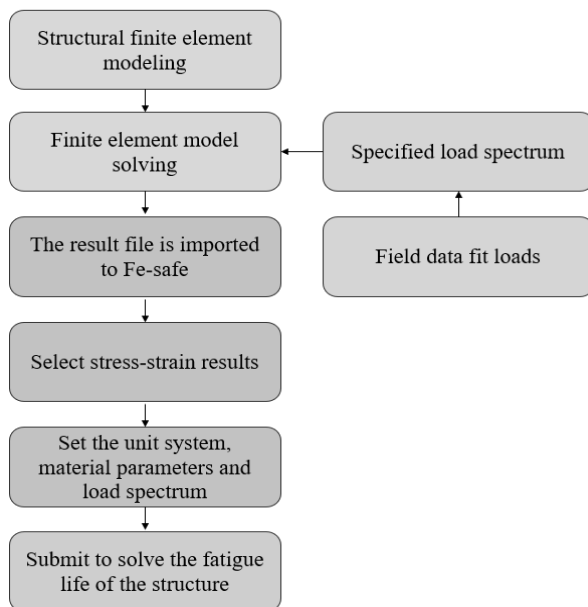 Structural finite element
modeling
Finite element model
solving
Specified load spectrum
The result file is imported
to Fe-safe
Field data fit loads
Select stress-strain results
Set the unit system,
material parameters and
load spectrum
Submit to solve the fatigue
life of the structure